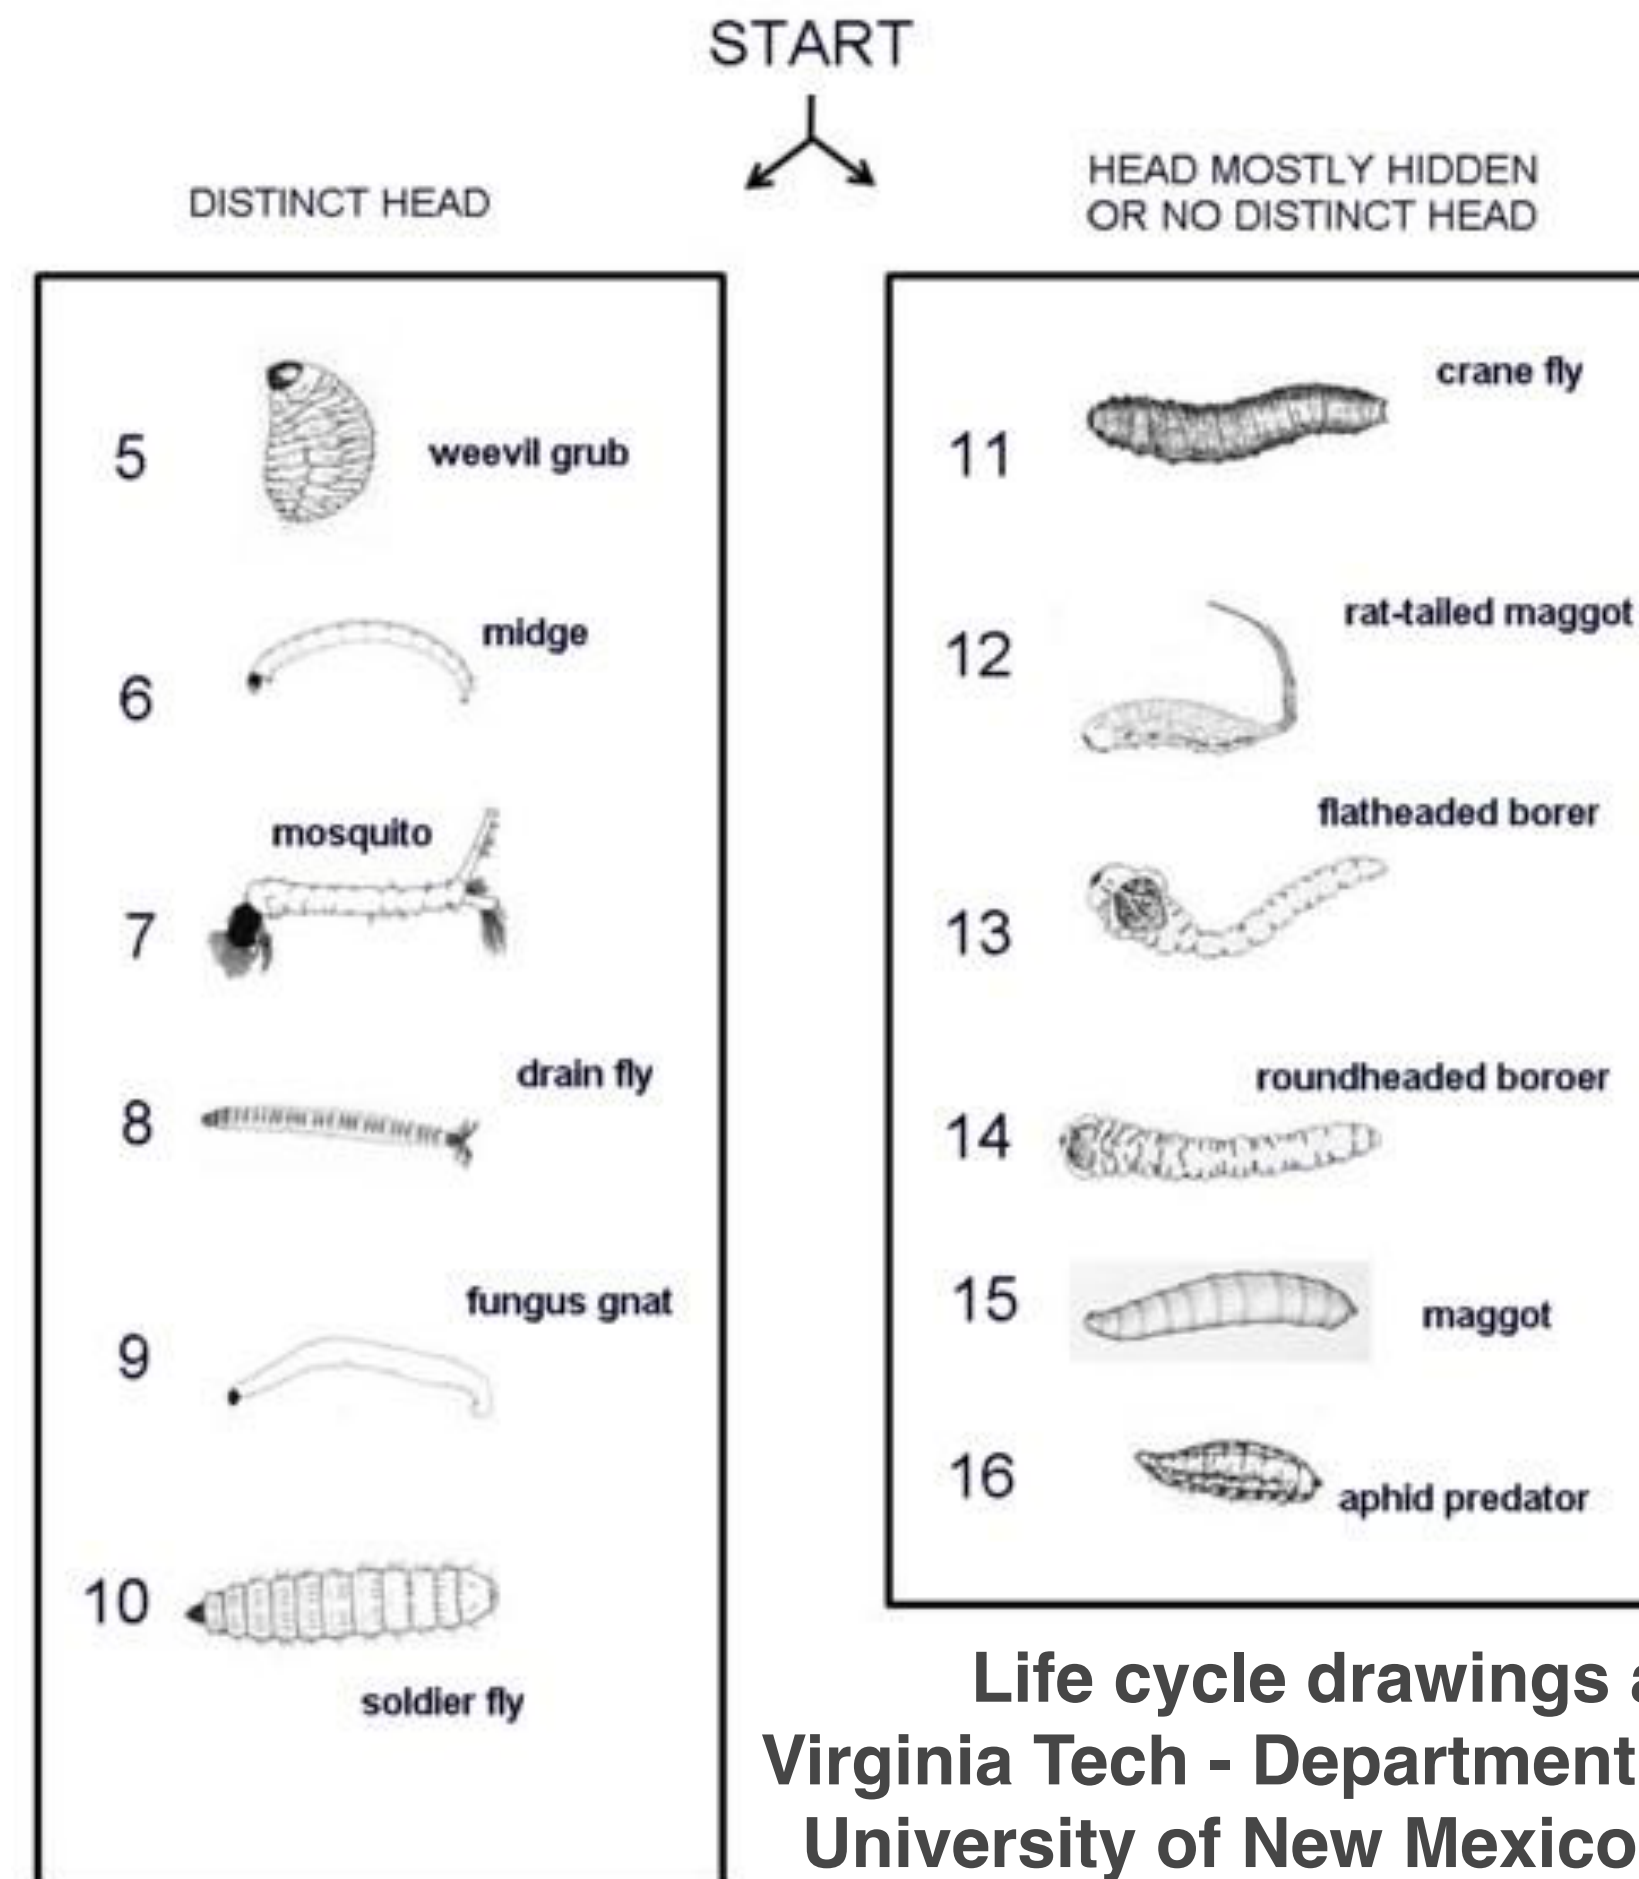 START
DISTINCT HEAD
HEAD MOSTLY HIDDEN
OR NO DISTINCT HEAD
5
weevil grub
6
midge
7
mosquito
8
drain fly
9
fungus gnat
10
soldier fly
11
crane fly
12
rat-tailed maggot
13
flatheaded borer
14
roundheaded boroer
15
maggot
16
aphid predator
Life cycle drawings
Virginia Tech - Department
University of New Mexico